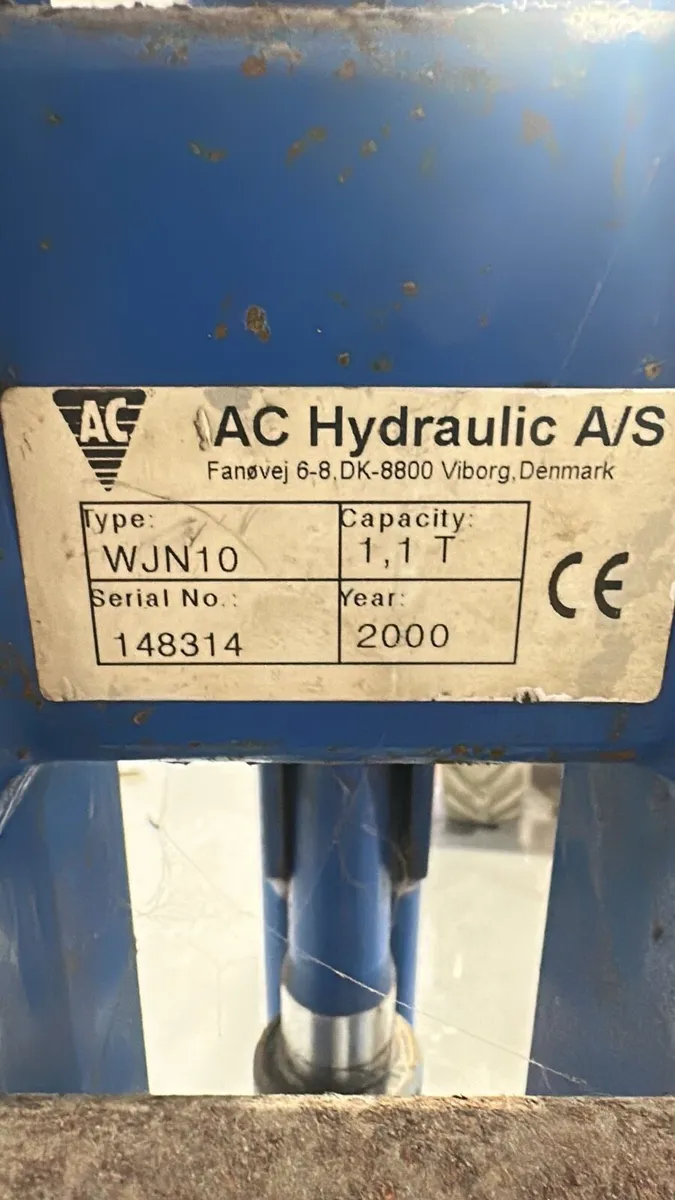 AC
AC Hydraulic A/S
Fanøvej 6-8, DK-8800 Viborg, Denmark
Type: Capacity:
WJN10 1,1 T
Serial No.: Year:
148314 2000
CE